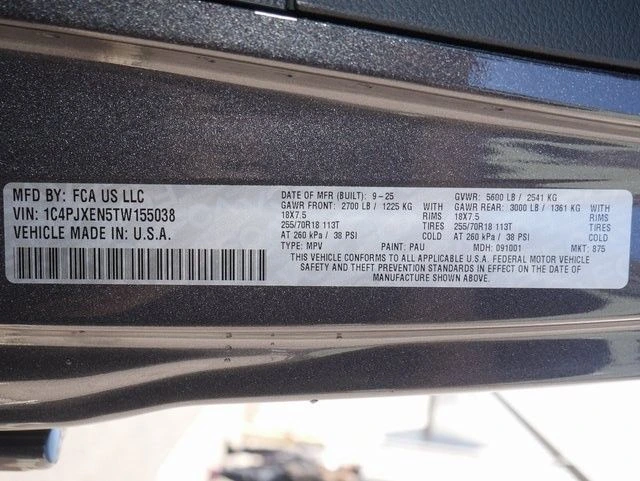 MFD BY: FCA US LLC
VIN: 1C4PJXEN5TW155038
VEHICLE MADE IN: U.S.A.
DATE OF MFR (BUILT): 9-25 GVWR: 5600 LB / 2541 KG
GAWR FRONT: 2700 LB / 1225 KG GAWR REAR: 3000 LB / 1361 KG
18X7.5 RIMS 18X7.5 RIMS
255/70R18 113T TIRES 255/70R18 113T TIRES
AT 260 kPa / 38 PSI COLD AT 260 kPa / 38 PSI COLD
TYPE: MPV PAINT: PAU MDH: 091001 MKT: 875
THIS VEHICLE CONFORMS TO ALL APPLICABLE U.S.A. FEDERAL MOTOR VEHICLE
SAFETY AND THEFT PREVENTION STANDARDS IN EFFECT ON THE DATE OF
MANUFACTURE SHOWN ABOVE.